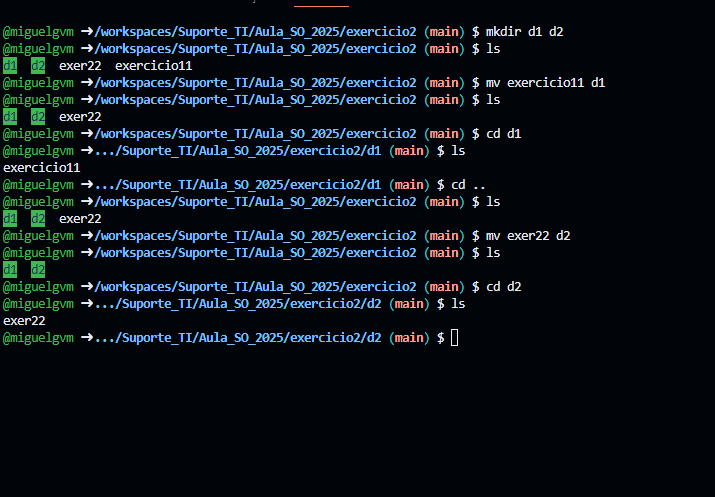 @miguelgvm ➜/workspaces/Suporte_TI/Aula_SO_2025/exercicio2 (main) $ mkdir d1 d2
@miguelgvm ➜/workspaces/Suporte_TI/Aula_SO_2025/exercicio2 (main) $ ls
d1  d2  exer22  exercicio11
@miguelgvm ➜/workspaces/Suporte_TI/Aula_SO_2025/exercicio2 (main) $ mv exercicio11 d1
@miguelgvm ➜/workspaces/Suporte_TI/Aula_SO_2025/exercicio2 (main) $ ls
d1  d2  exer22
@miguelgvm ➜/workspaces/Suporte_TI/Aula_SO_2025/exercicio2 (main) $ cd d1
@miguelgvm ➜.../Suporte_TI/Aula_SO_2025/exercicio2/d1 (main) $ ls
exercicio11
@miguelgvm ➜.../Suporte_TI/Aula_SO_2025/exercicio2/d1 (main) $ cd ..
@miguelgvm ➜/workspaces/Suporte_TI/Aula_SO_2025/exercicio2 (main) $ ls
d1  d2  exer22
@miguelgvm ➜/workspaces/Suporte_TI/Aula_SO_2025/exercicio2 (main) $ mv exer22 d2
@miguelgvm ➜/workspaces/Suporte_TI/Aula_SO_2025/exercicio2 (main) $ ls
d1  d2
@miguelgvm ➜/workspaces/Suporte_TI/Aula_SO_2025/exercicio2 (main) $ cd d2
@miguelgvm ➜.../Suporte_TI/Aula_SO_2025/exercicio2/d2 (main) $ ls
exer22
@miguelgvm ➜.../Suporte_TI/Aula_SO_2025/exercicio2/d2 (main) $